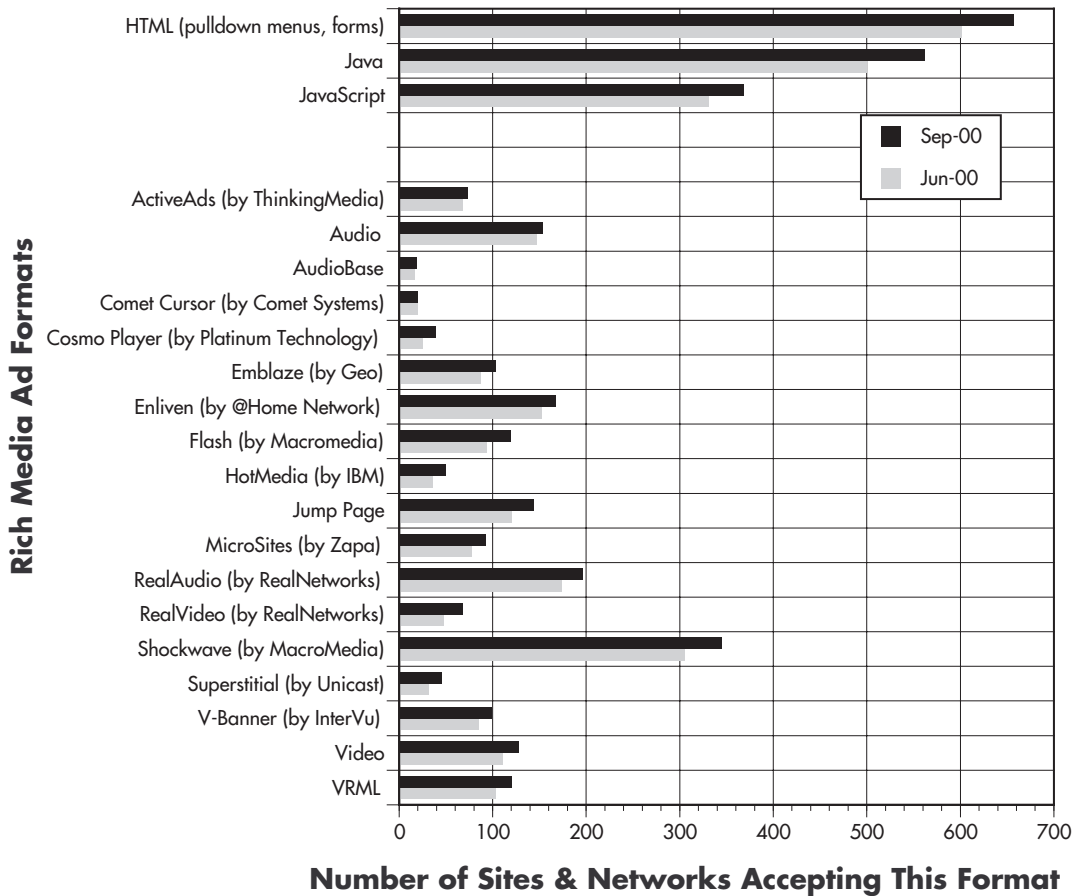 HTML (pulldown menus, forms)
Java
JavaScript
Sep-00
Jun-00
ActiveAds (by ThinkingMedia)
Audio
AudioBase
Comet Cursor (by Comet Systems)
Cosmo Player (by Platinum Technology)
Emblaze (by Geo)
Enliven (by @Home Network)
Flash (by Macromedia)
HotMedia (by IBM)
Jump Page
MicroSites (by Zapa)
RealAudio (by RealNetworks)
RealVideo (by RealNetworks)
Shockwave (by MacroMedia)
Superstitial (by Unicast)
V-Banner (by InterVu)
Video
VRML
Rich Media Ad Formats
0 100 200 300 400 500 600 700
Number of Sites & Networks Accepting This Format